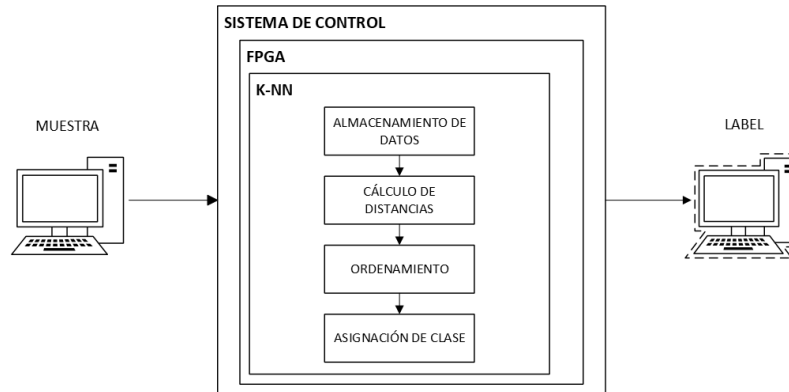 SISTEMA DE CONTROL
FPGA
K-NN
MUESTRA
ALMACENAMIENTO DE
DATOS
CÁLCULO DE
DISTANCIAS
ORDENAMIENTO
ASIGNACIÓN DE CLASE
LABEL